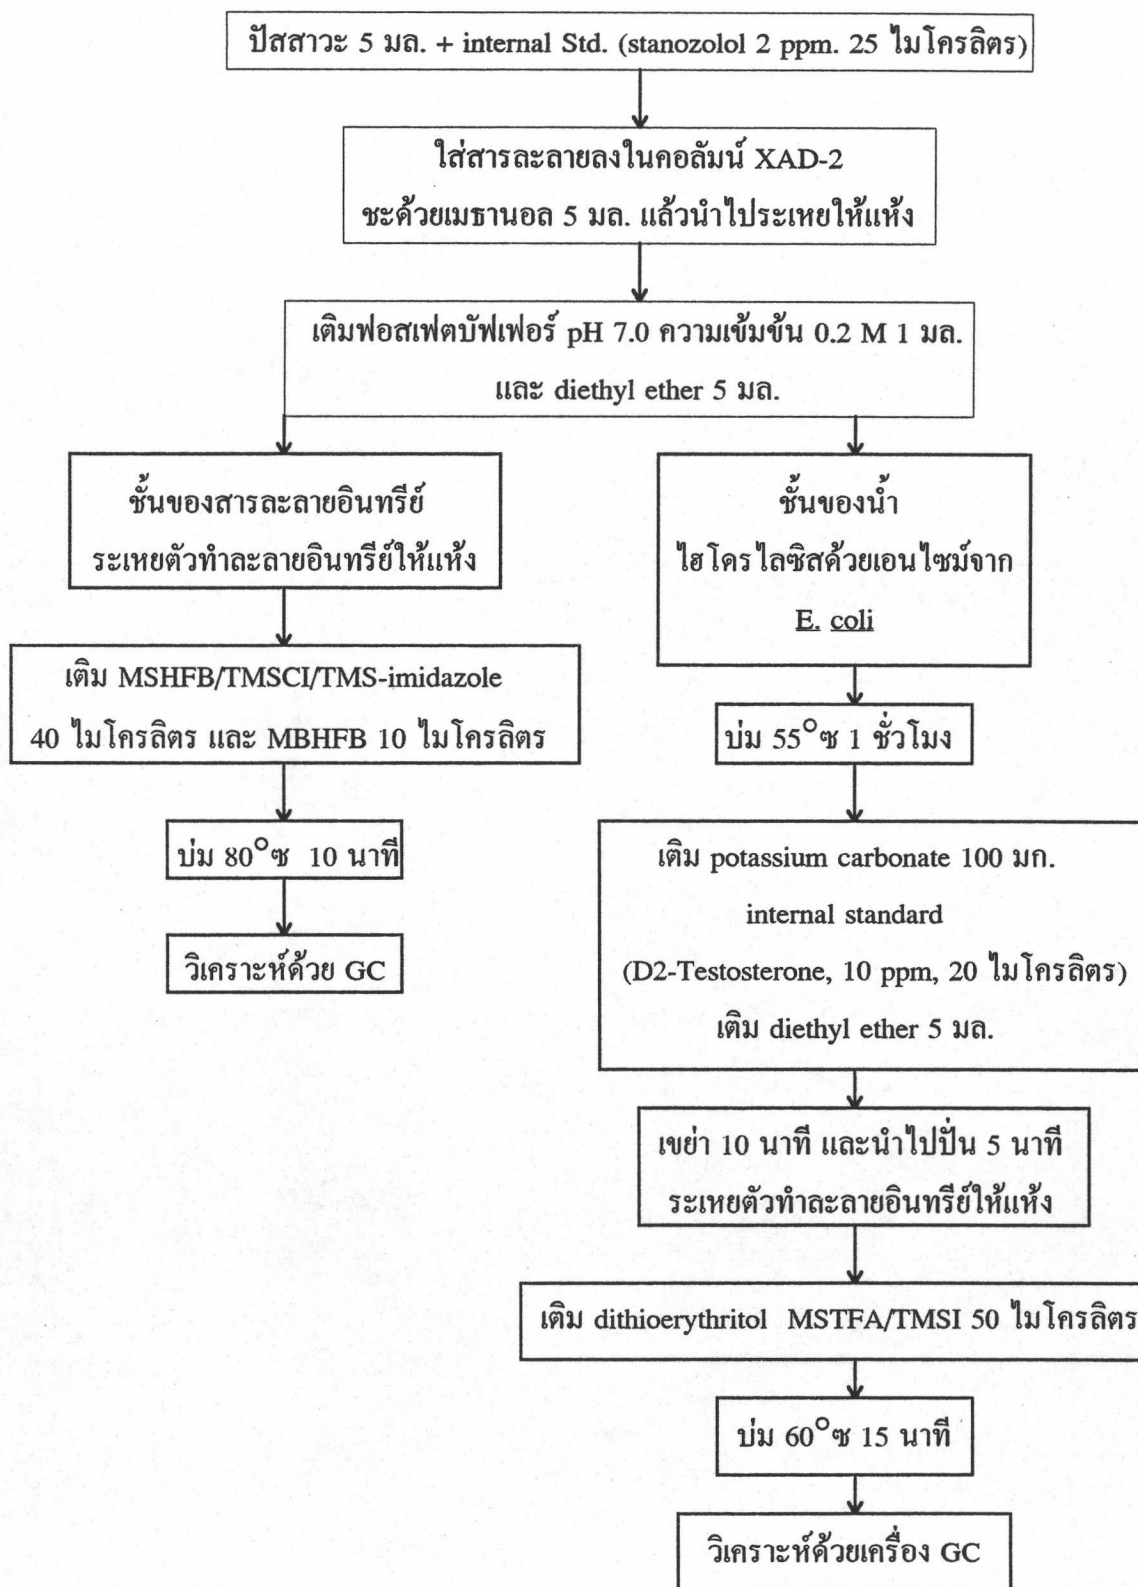 ปัสสาวะ 5 มล. + internal Std. (stanozolol 2 ppm. 25 ไมโครลิตร)
ใส่สารละลายลงในคอลัมน์ XAD-2
ชะด้วยเมธานอล 5 มล. แล้วนำไประเหยให้แห้ง
เติมฟอสเฟตบัฟเฟอร์ pH 7.0 ความเข้มข้น 0.2 M 1 มล.
และ diethyl ether 5 มล.
ชั้นของสารละลายอินทรีย์
ระเหยตัวทำละลายอินทรีย์ให้แห้ง
เติม MSHFB/TMSCI/TMS-imidazole
40 ไมโครลิตร และ MBHFB 10 ไมโครลิตร
บ่ม 80°ซ 10 นาที
วิเคราะห์ด้วย GC
ชั้นของน้ำ
ไฮโดรไลซิสด้วยเอนไซม์จาก
E. coli
บ่ม 55°ซ 1 ชั่วโมง
เติม potassium carbonate 100 มก.
internal standard
(D2-Testosterone, 10 ppm, 20 ไมโครลิตร)
เติม diethyl ether 5 มล.
เขย่า 10 นาที และนำไปปั่น 5 นาที
ระเหยตัวทำละลายอินทรีย์ให้แห้ง
เติม dithioerythritol MSTFA/TMSI 50 ไมโครลิตร
บ่ม 60°ซ 15 นาที
วิเคราะห์ด้วยเครื่อง GC